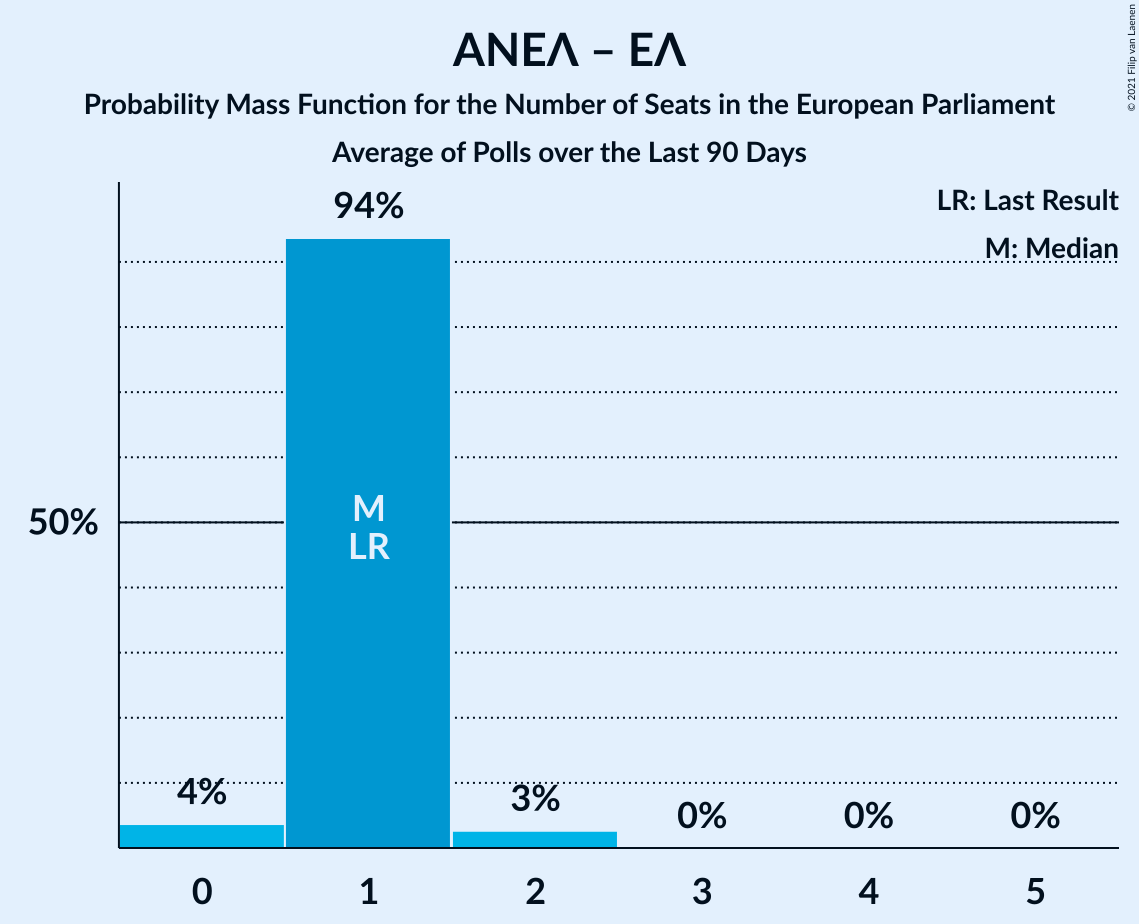 ΑΝΕΛ – ΕΛ
Probability Mass Function for the Number of Seats in the European Parliament
Average of Polls over the Last 90 Days
© 2021 Filip van Laenen
LR: Last Result
M: Median
94%
50%
M
LR
4%
3%
0%
0%
0%
0
1
2
3
4
5